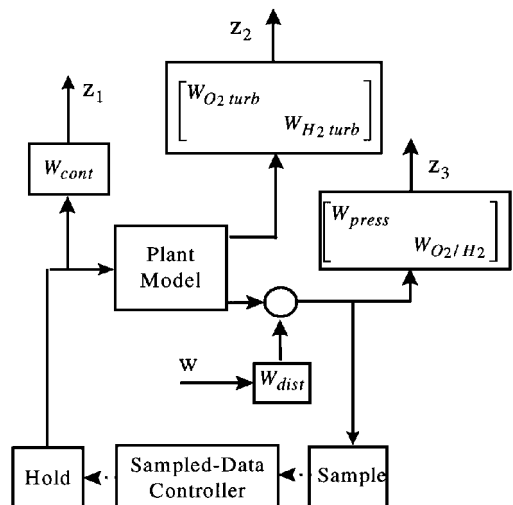 z2
WO2 turb
WH2 turb
z1
Wcont
z3
Wpress
WO2/H2
Plant
Model
w
Wdist
Hold
Sampled-Data
Controller
Sample